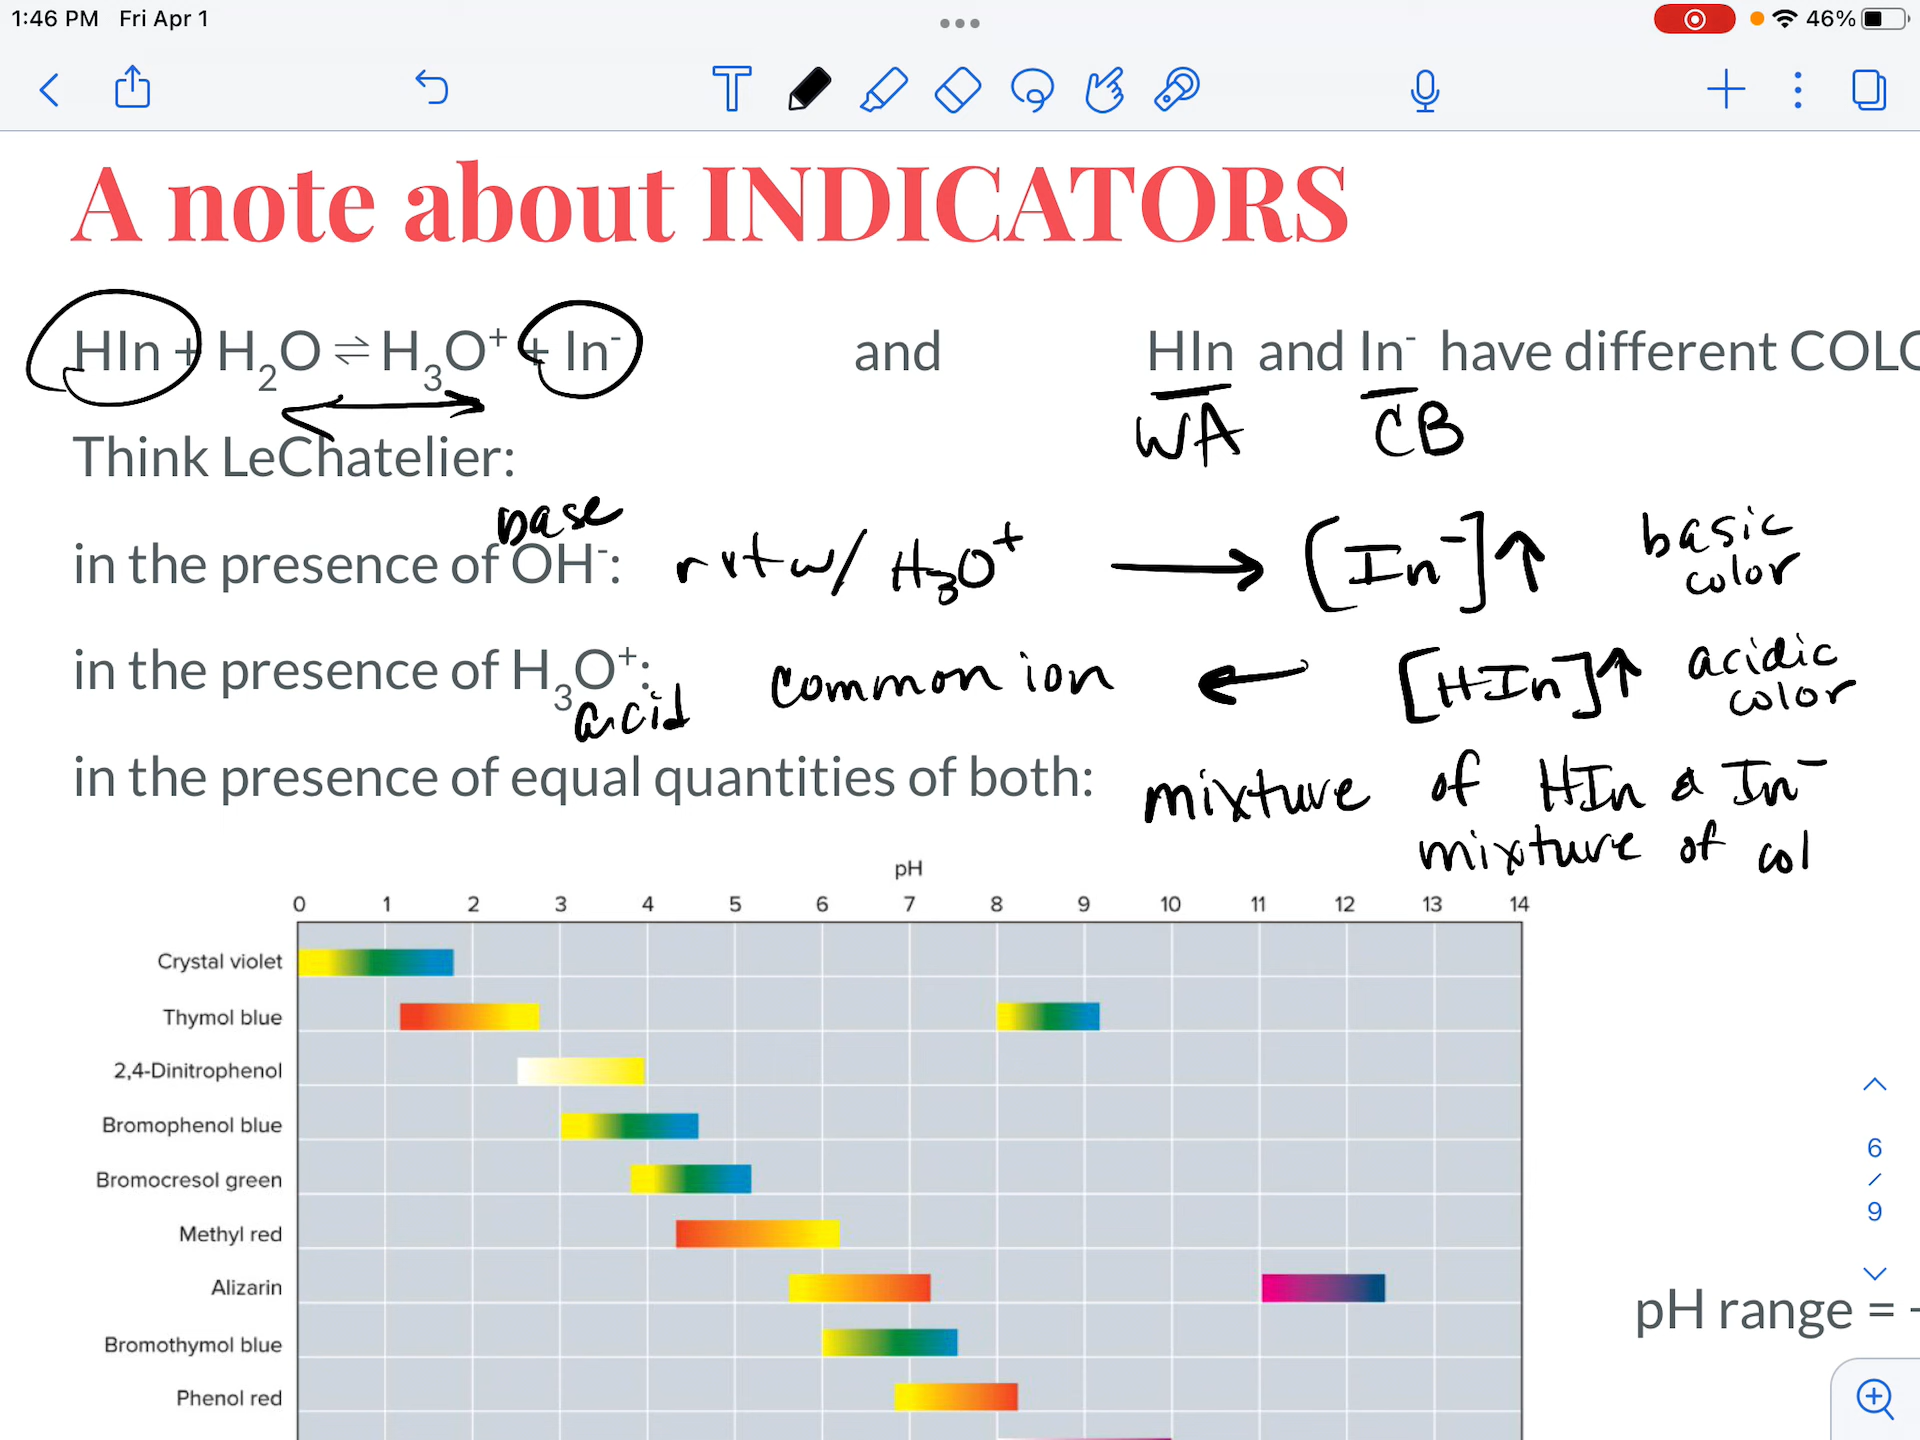 1:46 PM Fri Apr 1
46%
A note about INDICATORS
HIn + H₂O ⇌ H₃O⁺ + In⁻ and HIn and In⁻ have different COLO
WA CB
Think LeChatelier:
base
in the presence of OH⁻: rxt w/ H₃O⁺ → [In⁻]↑ basic color
in the presence of H₃O⁺: common ion ← [HIn]↑ acidic color
acid
in the presence of equal quantities of both: mixture of HIn & In⁻
mixture of col
pH
0 1 2 3 4 5 6 7 8 9 10 11 12 13 14
Crystal violet
Thymol blue
2,4-Dinitrophenol
Bromophenol blue
Bromocresol green
Methyl red
Alizarin
Bromothymol blue
Phenol red
6
/
9
pH range = -